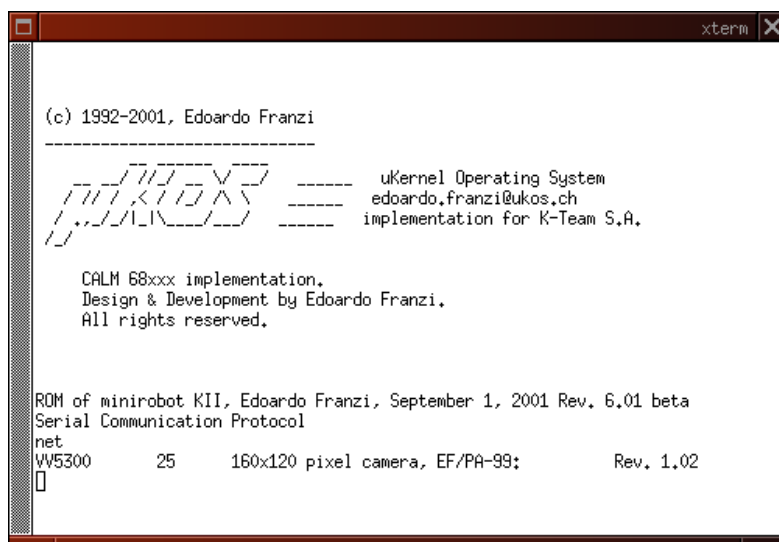 xterm
(c) 1992-2001, Edoardo Franzi
µKOS
uKernel Operating System
edoardo.franzi@ukos.ch
implementation for K-Team S.A.
CALM 68xxx implementation.
Design & Development by Edoardo Franzi.
All rights reserved.
ROM of minirobot KII, Edoardo Franzi, September 1, 2001 Rev. 6.01 beta
Serial Communication Protocol
net
VV5300 25 160x120 pixel camera, EF/PA-99: Rev. 1.02